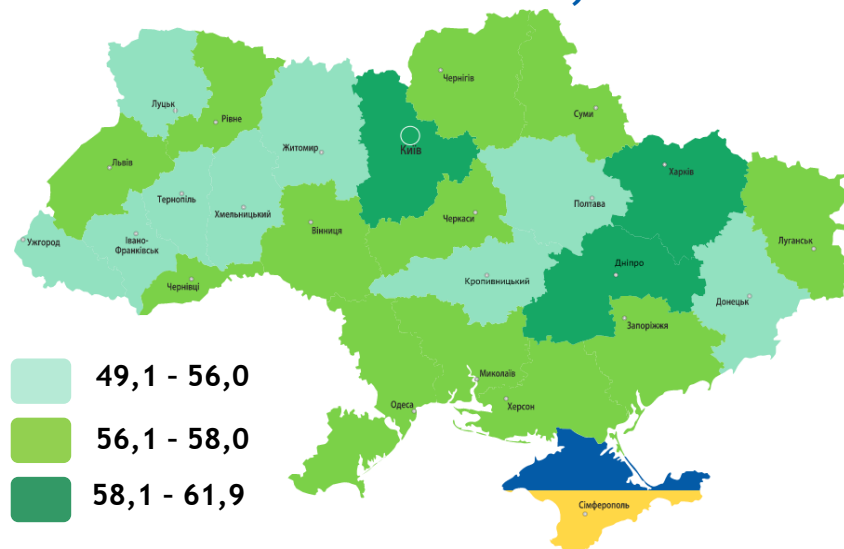 Чернігів
Луцьк
Суми
Рівне
Київ
Житомир
Львів
Харків
Тернопіль
Полтава
Хмельницький
Черкаси
Вінниця
Івано-
Франківськ
Ужгород
Луганськ
Дніпро
Кропивницький
Чернівці
Донецьк
Запоріжжя
Миколаїв
Одеса
Херсон
Сімферополь
49,1 - 56,0
56,1 - 58,0
58,1 - 61,9